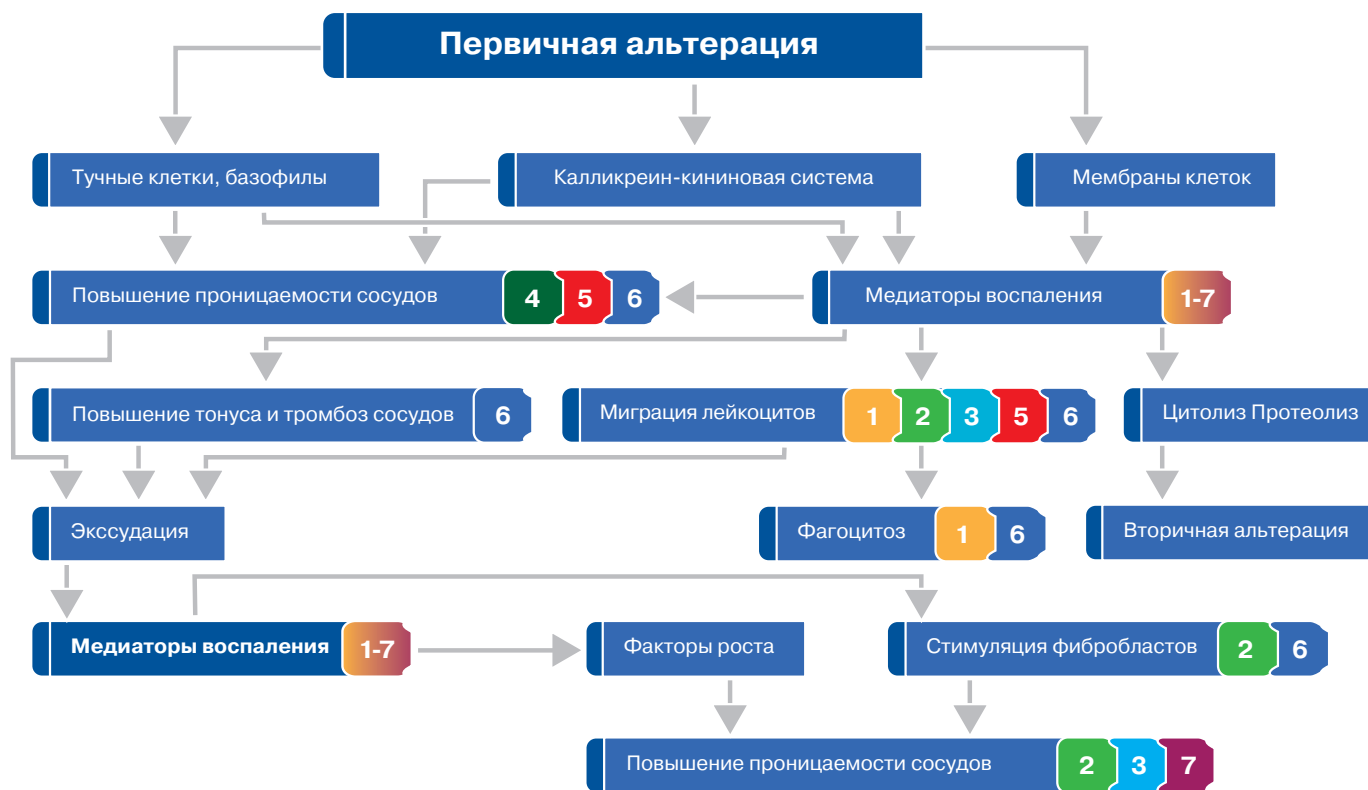 Первичная альтерация
Тучные клетки, базофилы
Калликреин-кининовая система
Мембраны клеток
Повышение проницаемости сосудов 4 5 6
Медиаторы воспаления 1-7
Повышение тонуса и тромбоз сосудов 6
Миграция лейкоцитов 1 2 3 5 6
Цитолиз Протеолиз
Экссудация
Фагоцитоз 1 6
Вторичная альтерация
Медиаторы воспаления 1-7
Факторы роста
Стимуляция фибробластов 2 6
Повышение проницаемости сосудов 2 3 7